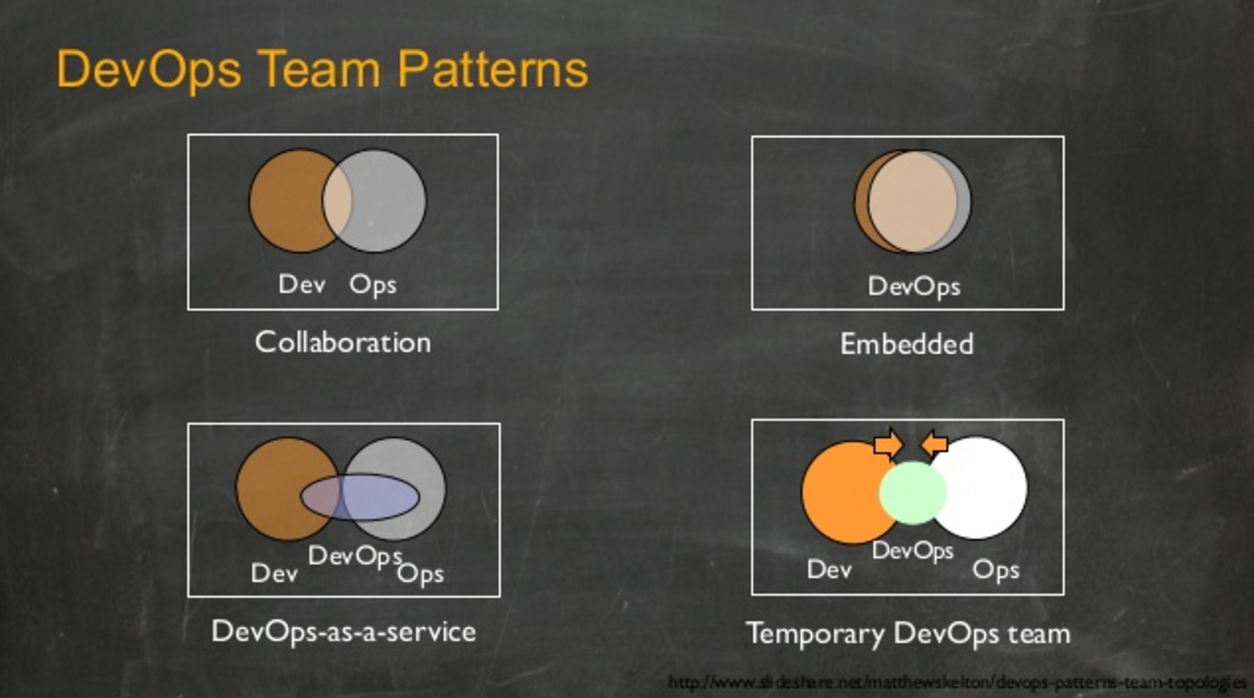 DevOps Team Patterns
Dev Ops
Collaboration
DevOps
Embedded
DevOps
Dev Ops
DevOps-as-a-service
DevOps
Dev Ops
Temporary DevOps team
http://www.slideshare.net/matthewskelton/devops-patterns-team-topologies